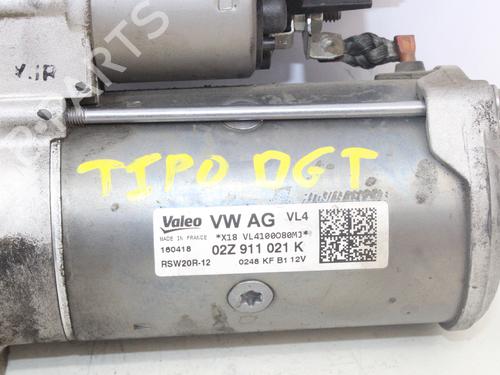 TIPO DGT
Valeo VW AG VL4
*X18 VL4100O80MJ*
MADE IN FRANCE
160418 02Z 911 021 K
RSW20R-12 0248 KF B1 12V